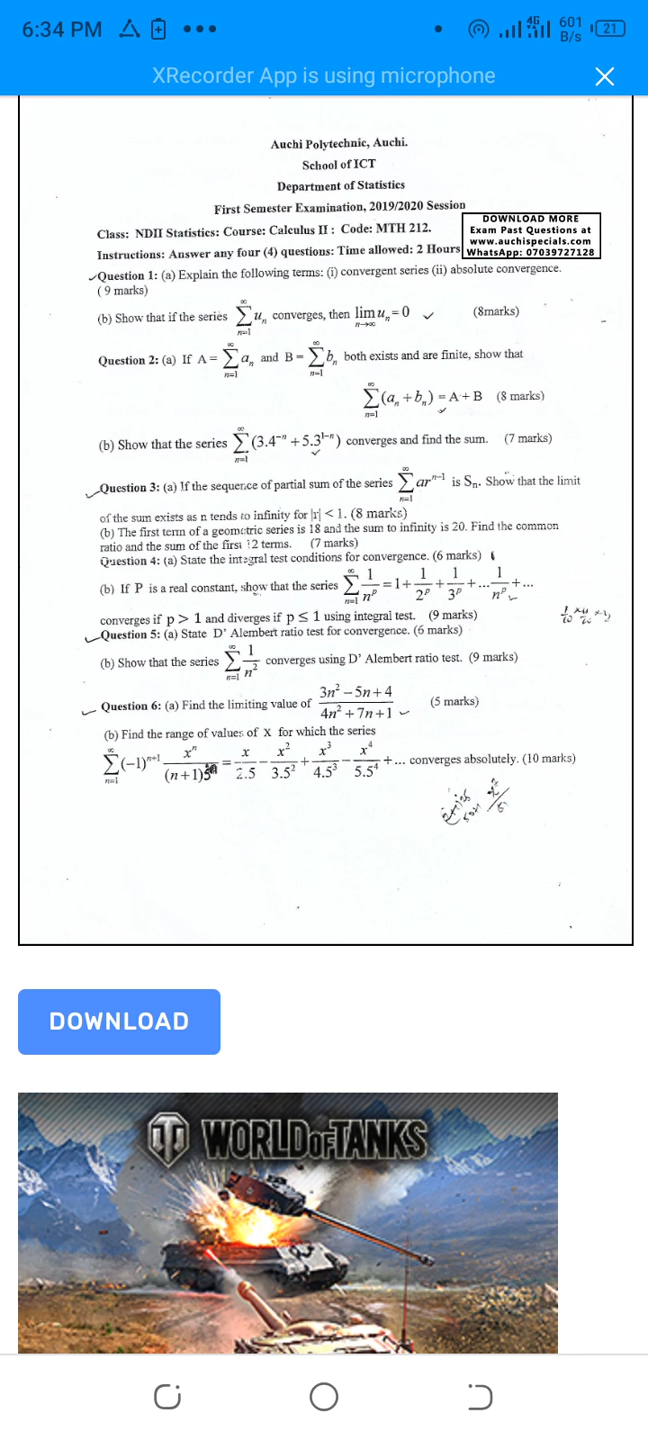 6:34 PM
4G 601 B/s 21
XRecorder App is using microphone
Auchi Polytechnic, Auchi.
School of ICT
Department of Statistics
First Semester Examination, 2019/2020 Session
DOWNLOAD MORE
Exam Past Questions at
www.auchispecials.com
WhatsApp: 07039727128
Class: NDII Statistics: Course: Calculus II : Code: MTH 212.
Instructions: Answer any four (4) questions: Time allowed: 2 Hours
Question 1: (a) Explain the following terms: (i) convergent series (ii) absolute convergence.
( 9 marks)
(b) Show that if the series ∑_{n=1}^{∞} u_n converges, then lim_{n→∞} u_n = 0 (8marks)
Question 2: (a) If A = ∑_{n=1}^{∞} a_n and B = ∑_{n=1}^{∞} b_n both exists and are finite, show that
∑_{n=1}^{∞} (a_n + b_n) = A + B (8 marks)
(b) Show that the series ∑_{n=1}^{∞} (3.4^{-n} + 5.3^{1-n}) converges and find the sum. (7 marks)
Question 3: (a) If the sequence of partial sum of the series ∑_{n=1}^{∞} ar^{n-1} is S_n. Show that the limit
of the sum exists as n tends to infinity for |r| < 1. (8 marks)
(b) The first term of a geometric series is 18 and the sum to infinity is 20. Find the common
ratio and the sum of the first 12 terms. (7 marks)
Question 4: (a) State the integral test conditions for convergence. (6 marks)
(b) If P is a real constant, show that the series ∑_{n=1}^{∞} 1/n^p = 1 + 1/2^p + 1/3^p + ... 1/n^p + ...
converges if p > 1 and diverges if p ≤ 1 using integral test. (9 marks)
Question 5: (a) State D' Alembert ratio test for convergence. (6 marks)
(b) Show that the series ∑_{n=1}^{∞} 1/n² converges using D' Alembert ratio test. (9 marks)
Question 6: (a) Find the limiting value of (3n² – 5n + 4)/(4n² + 7n + 1) (5 marks)
(b) Find the range of values of X for which the series
∑_{n=1}^{∞} (-1)^{n+1} x^n/((n+1)5^n) = x/2.5 – x²/3.5² + x³/4.5³ – x⁴/5.5⁴ + ... converges absolutely. (10 marks)
DOWNLOAD
WORLD OF TANKS